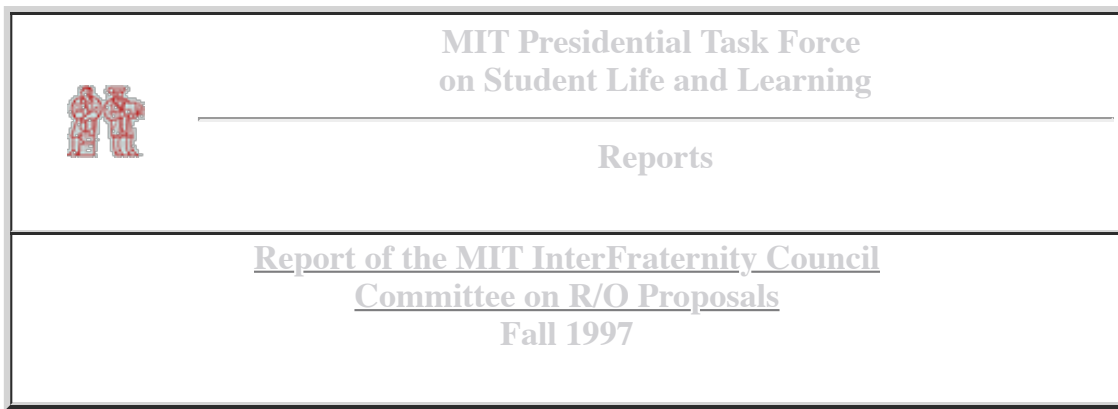 MIT Presidential Task Force
on Student Life and Learning
Reports
Report of the MIT InterFraternity Council
Committee on R/O Proposals
Fall 1997